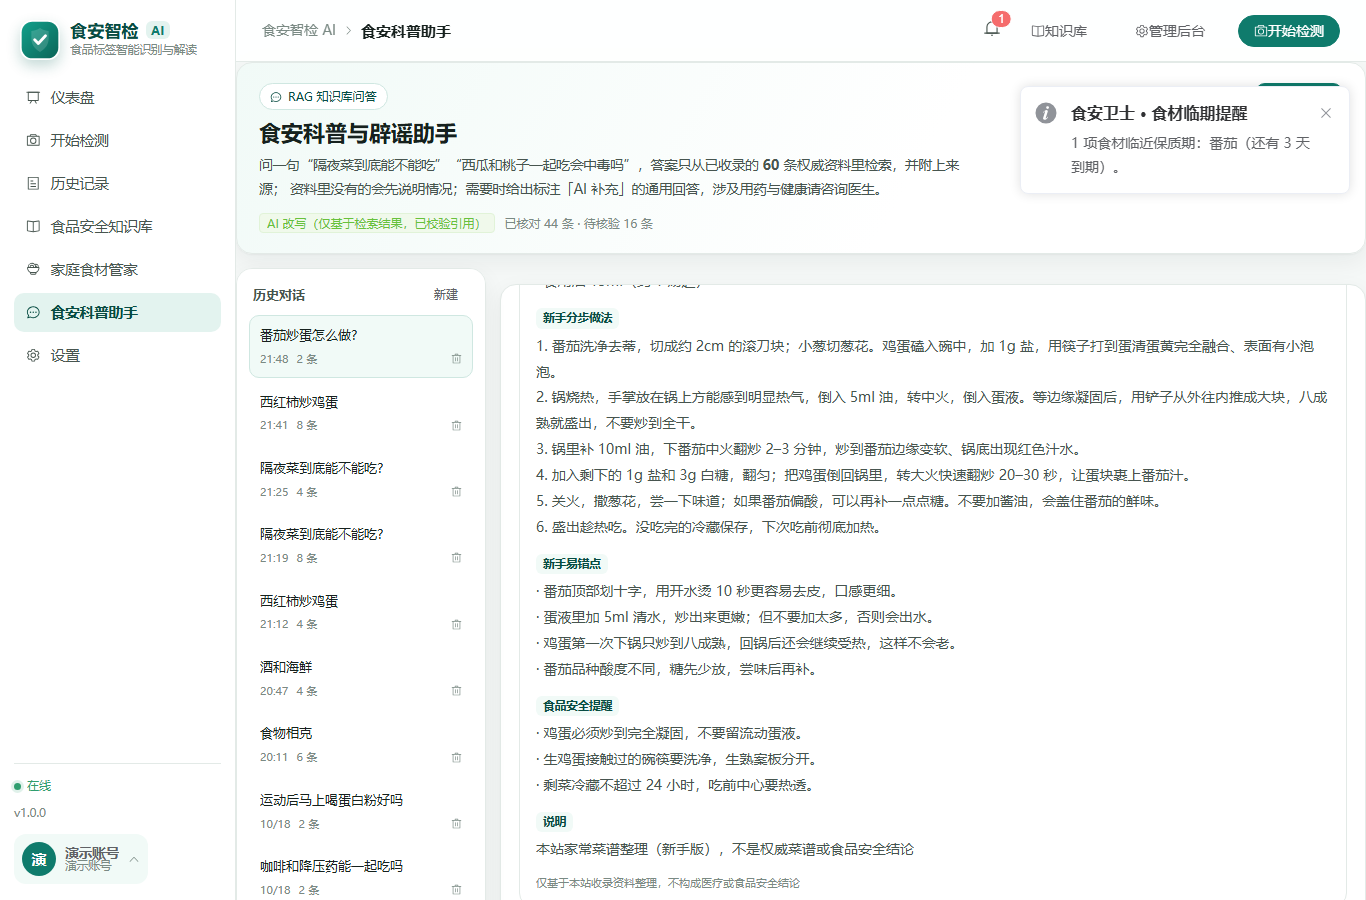 食安智检 AI
食品标签智能识别与解读
仪表盘
开始检测
历史记录
食品安全知识库
家庭食材管家
食安科普助手
设置
在线
v1.0.0
演
演示账号
演示账号
食安智检 AI
食安科普助手
1
知识库
管理后台
开始检测
RAG 知识库问答
食安科普与辟谣助手
问一句“隔夜菜到底能不能吃”“西瓜和桃子一起吃会中毒吗”，答案只从已收录的 60 条权威资料里检索，并附上来
源；资料里没有的会先说明情况；需要时给出标注「AI 补充」的通用回答，涉及用药与健康请咨询医生。
AI 改写（仅基于检索结果，已校验引用） 已核对 44 条 · 待核验 16 条
食安卫士 • 食材临期提醒
1 项食材临近保质期：番茄（还有 3 天
到期）。
历史对话
新建
番茄炒蛋怎么做?
21:48 2 条
西红柿炒鸡蛋
21:41 8 条
隔夜菜到底能不能吃?
21:25 4 条
隔夜菜到底能不能吃?
21:19 8 条
西红柿炒鸡蛋
21:12 4 条
酒和海鲜
20:47 4 条
食物相克
20:11 6 条
运动后马上喝蛋白粉好吗
10/18 2 条
咖啡和降压药能一起吃吗
10/18 2 条
新手分步做法
1. 番茄洗净去蒂，切成约 2cm 的滚刀块；小葱切葱花。鸡蛋磕入碗中，加 1g 盐，用筷子打到蛋清蛋黄完全融合、表面有小泡
泡。
2. 锅烧热，手掌放在锅上方能感到明显热气，倒入 5ml 油，转中火，倒入蛋液。等边缘凝固后，用铲子从外往内推成大块，八成
熟就盛出，不要炒到全干。
3. 锅里补 10ml 油，下番茄中火翻炒 2–3 分钟，炒到番茄边缘变软、锅底出现红色汁水。
4. 加入剩下的 1g 盐和 3g 白糖，翻匀；把鸡蛋倒回锅里，转大火快速翻炒 20–30 秒，让蛋块裹上番茄汁。
5. 关火，撒葱花，尝一下味道；如果番茄偏酸，可以再补一点点糖。不要加酱油，会盖住番茄的鲜味。
6. 盛出趁热吃。没吃完的冷藏保存，下次吃前彻底加热。
新手易错点
· 番茄顶部划十字，用开水烫 10 秒更容易去皮，口感更细。
· 蛋液里加 5ml 清水，炒出来更嫩；但不要加太多，否则会出水。
· 鸡蛋第一次下锅只炒到八成熟，回锅后还会继续受热，这样不会老。
· 番茄品种酸度不同，糖先少放，尝味后再补。
食品安全提醒
· 鸡蛋必须炒到完全凝固，不要留流动蛋液。
· 生鸡蛋接触过的碗筷要洗净，生熟案板分开。
· 剩菜冷藏不超过 24 小时，吃前中心要热透。
说明
本站家常菜谱整理（新手版），不是权威菜谱或食品安全结论
仅基于本站收录资料整理，不构成医疗或食品安全结论